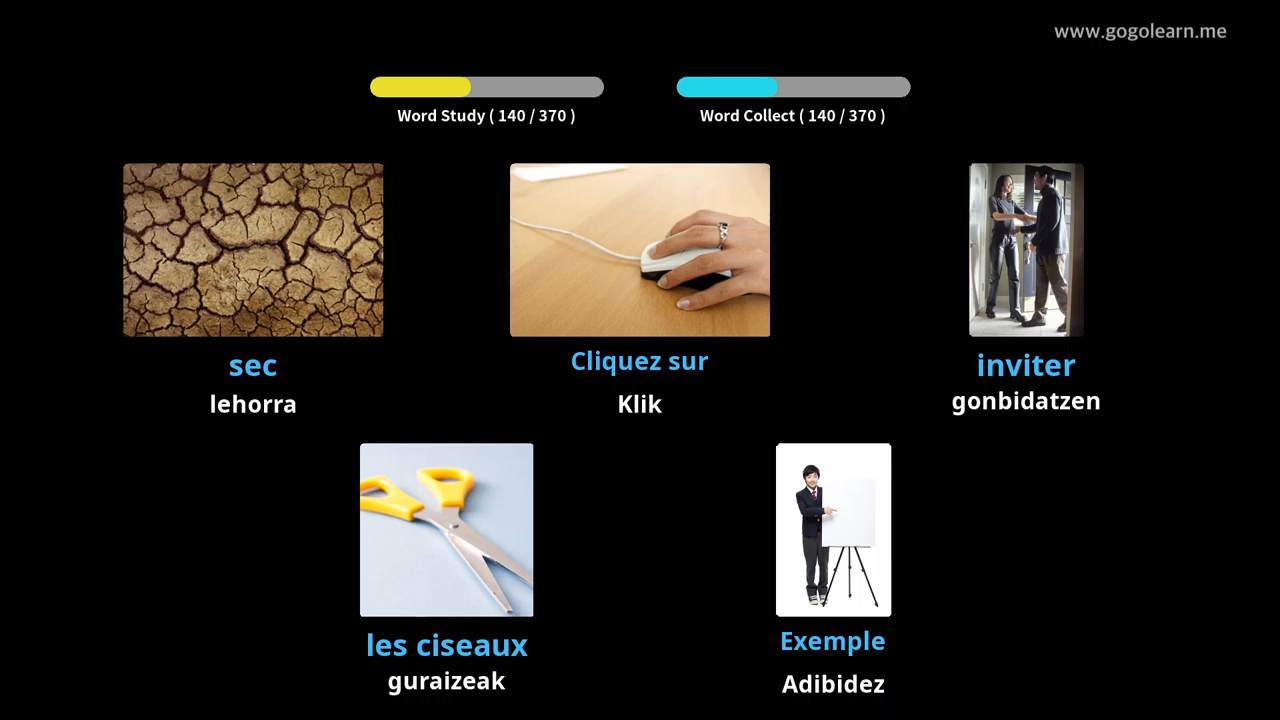 www.gogolearn.me
Word Study ( 140 / 370 )
Word Collect ( 140 / 370 )
sec
lehorra
Cliquez sur
Klik
inviter
gonbidatzen
les ciseaux
guraizeak
Exemple
Adibidez